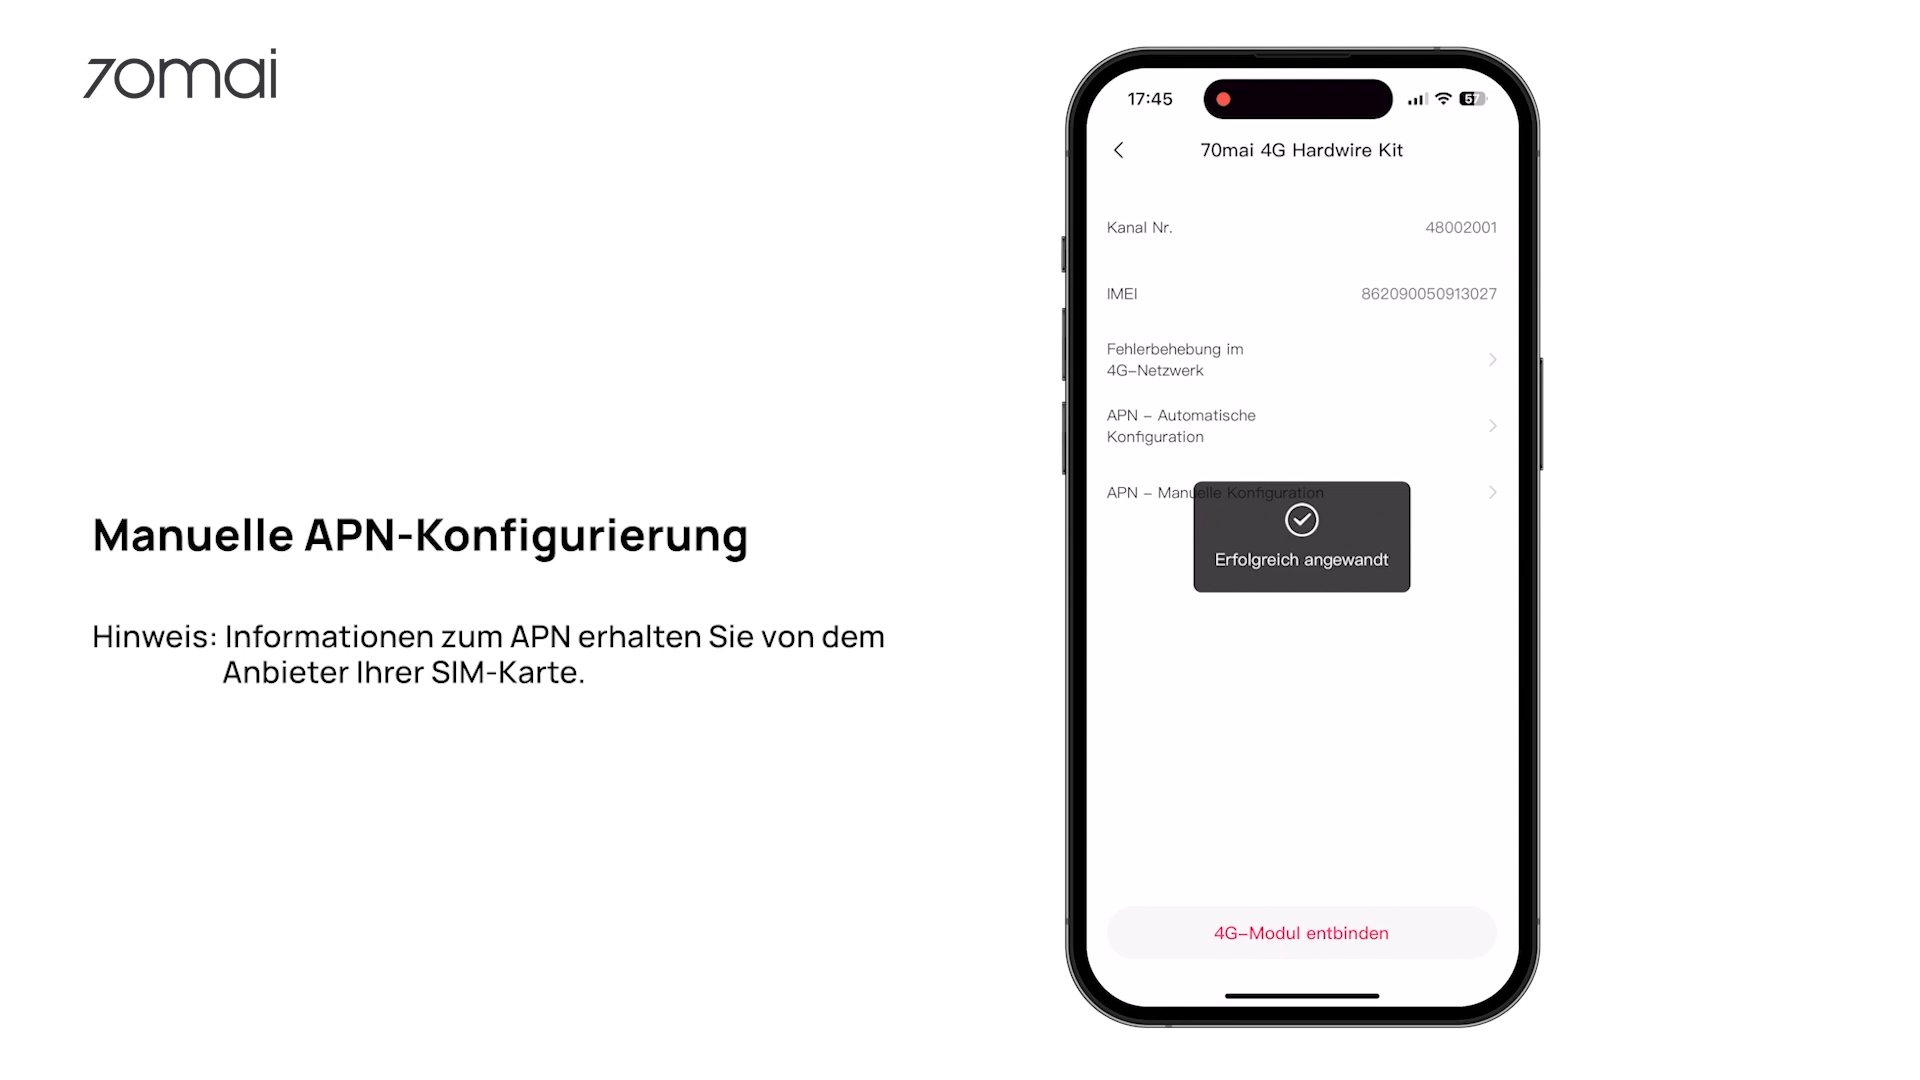 70mai
Manuelle APN-Konfigurierung
Hinweis: Informationen zum APN erhalten Sie von dem
Anbieter Ihrer SIM-Karte.
17:45
57
70mai 4G Hardwire Kit
Kanal Nr.
48002001
IMEI
862090050913027
Fehlerbehebung im
4G-Netzwerk
APN - Automatische
Konfiguration
APN - Manuelle Konfiguration
Erfolgreich angewandt
4G-Modul entbinden